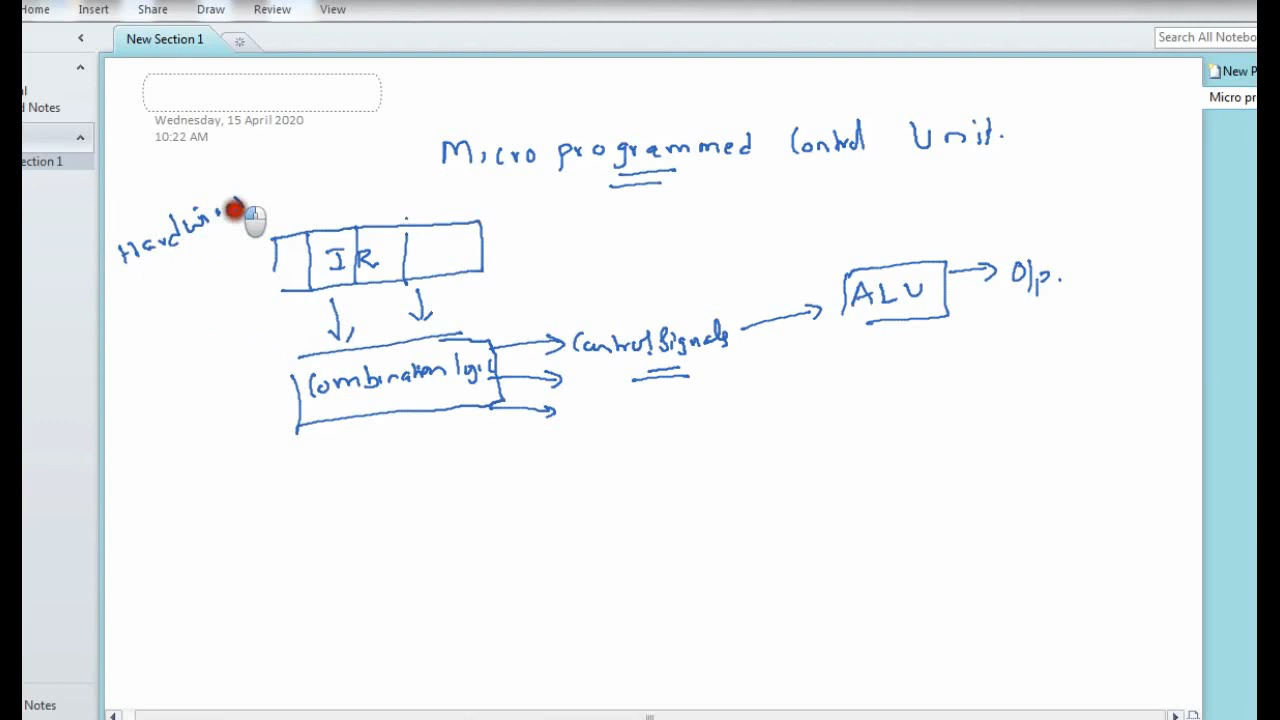 Home Insert Share Draw Review View
New Section 1
Search All Notebo
New P
al
d Notes
Micro pr
Wednesday, 15 April 2020
10:22 AM
ection 1
Micro programmed Control Unit.
IR
ALU
O/p.
Control Signals
Combination logic
Notes